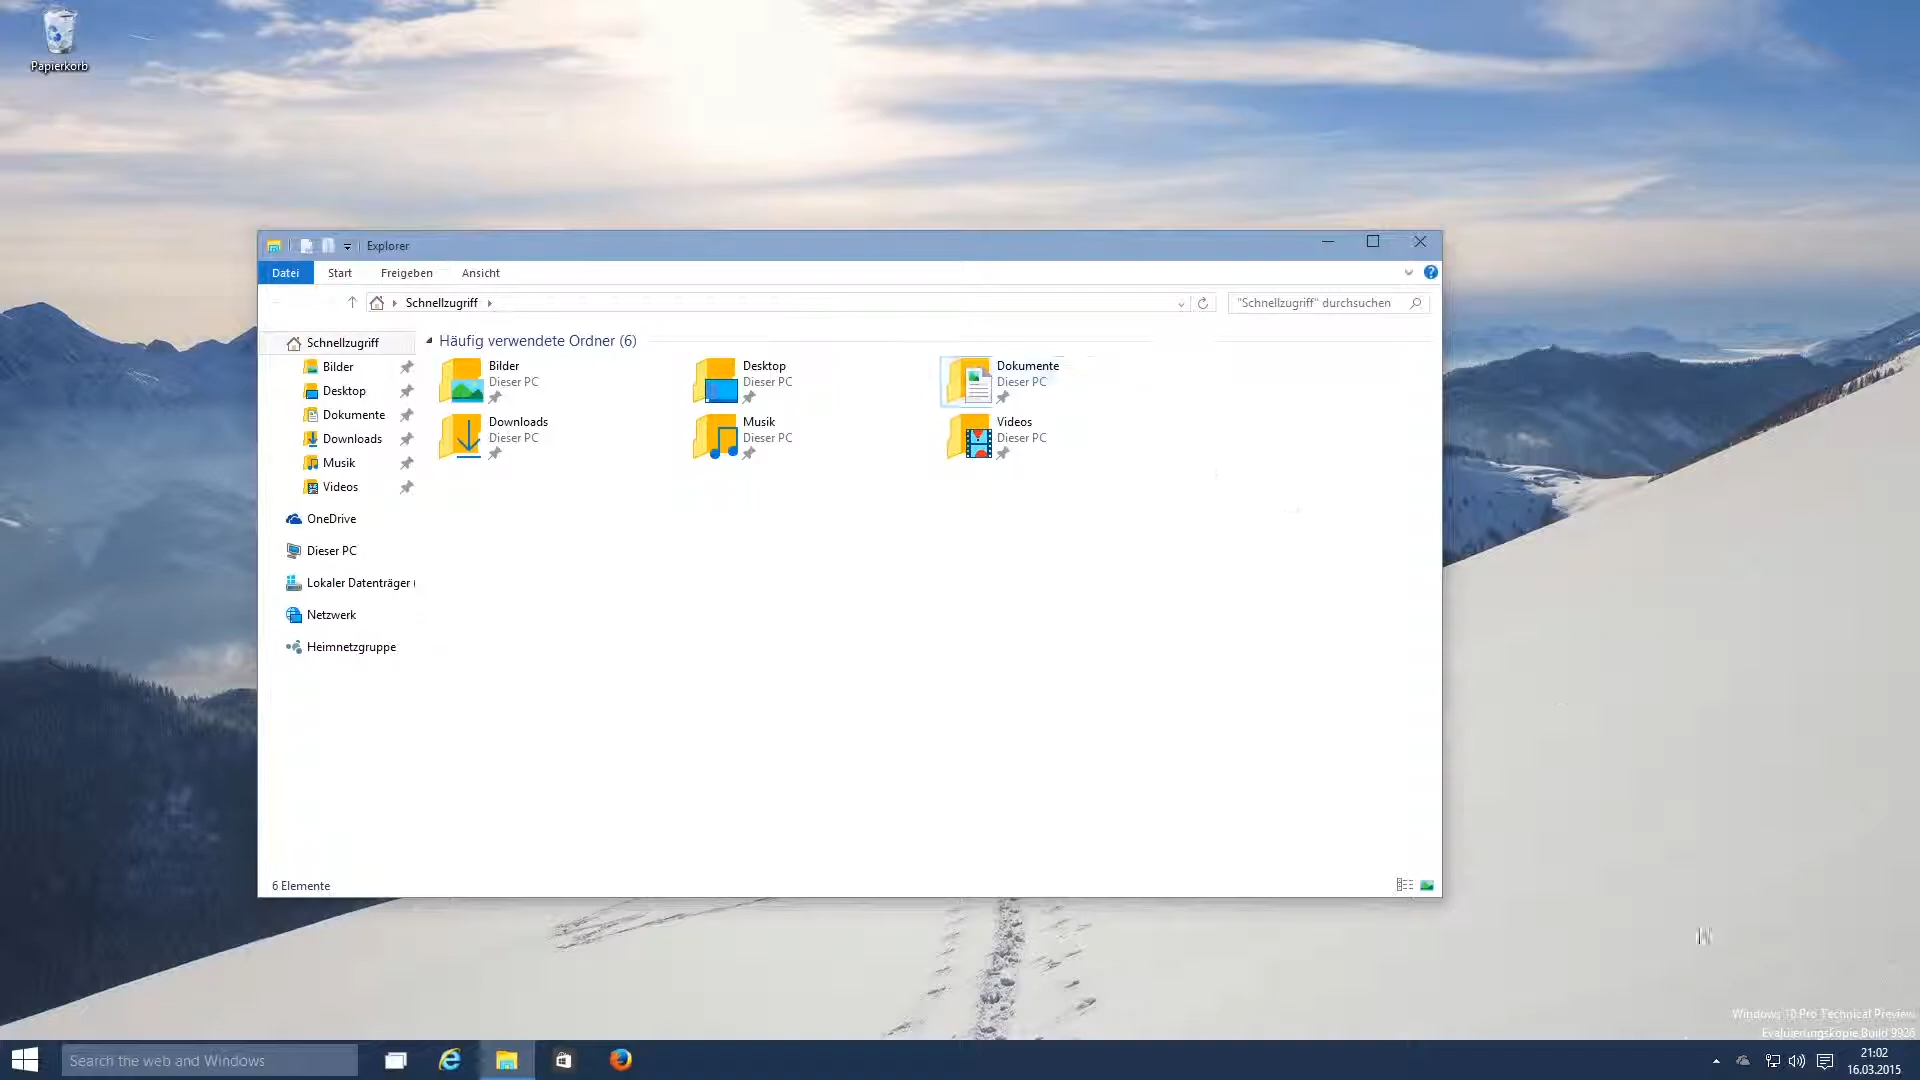 Papierkorb
Explorer
Datei Start Freigeben Ansicht
Schnellzugriff
"Schnellzugriff" durchsuchen
Schnellzugriff
Bilder
Desktop
Dokumente
Downloads
Musik
Videos
OneDrive
Dieser PC
Lokaler Datenträger (
Netzwerk
Heimnetzgruppe
Häufig verwendete Ordner (6)
Bilder
Dieser PC
Desktop
Dieser PC
Dokumente
Dieser PC
Downloads
Dieser PC
Musik
Dieser PC
Videos
Dieser PC
6 Elemente
Windows 10 Pro Technical Preview
Evaluierungskopie Build 9926
Search the web and Windows
21:02
16.03.2015